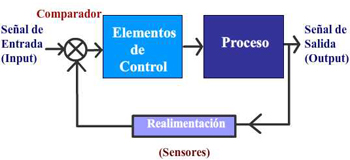 Comparador
Señal de
Entrada
(Input)
Elementos
de
Control
Proceso
Señal de
Salida
(Output)
Realimentación
(Sensores)